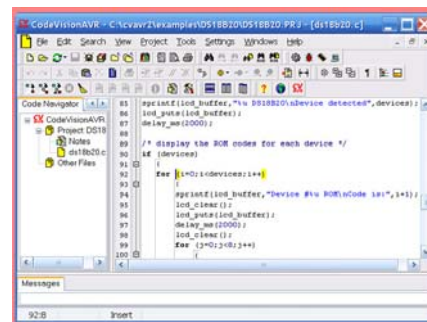 CodeVisionAVR - C:\cvavr2\examples\DS18B20\DS18B20.PRJ - [ds18b20.c]
File Edit Search View Project Tools Settings Windows Help
Code Navigator
CodeVisionAVR
Project: DS18
Notes
ds18b20.c
Other Files
85 sprintf(lcd_buffer,"%u DS18B20\nDevice detected",devices);
86 lcd_puts(lcd_buffer);
87 delay_ms(2000);
88
89 /* display the ROM codes for each device */
90 if (devices)
91 {
92 for (i=0;i<devices;i++)
93 {
94 sprintf(lcd_buffer,"Device #%u ROM\nCode is:",i+1);
95 lcd_clear();
96 lcd_puts(lcd_buffer);
97 delay_ms(2000);
98 lcd_clear();
99 for (j=0;j<8;j++)
100 {
Messages
92:8 Insert